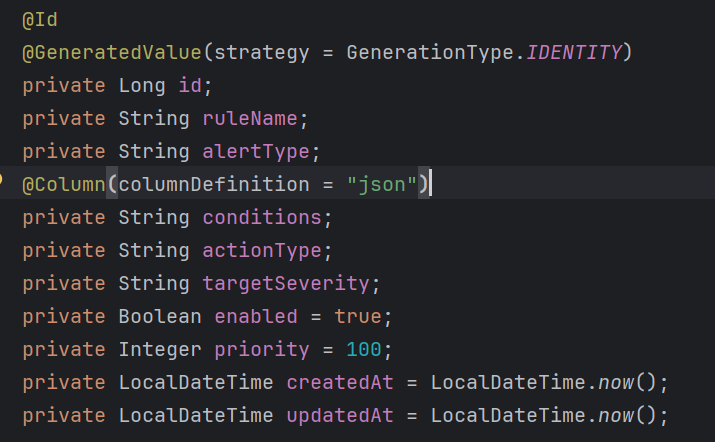 @Id
@GeneratedValue(strategy = GenerationType.IDENTITY)
private Long id;
private String ruleName;
private String alertType;
@Column(columnDefinition = "json")
private String conditions;
private String actionType;
private String targetSeverity;
private Boolean enabled = true;
private Integer priority = 100;
private LocalDateTime createdAt = LocalDateTime.now();
private LocalDateTime updatedAt = LocalDateTime.now();